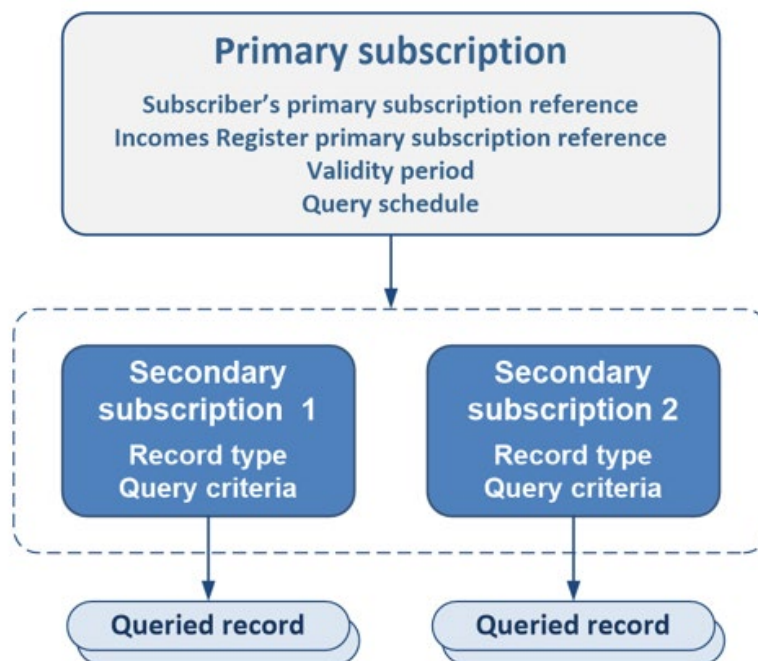 Primary subscription
Subscriber's primary subscription reference
Incomes Register primary subscription reference
Validity period
Query schedule
Secondary
subscription 1
Record type
Query criteria
Secondary
subscription 2
Record type
Query criteria
Queried record
Queried record